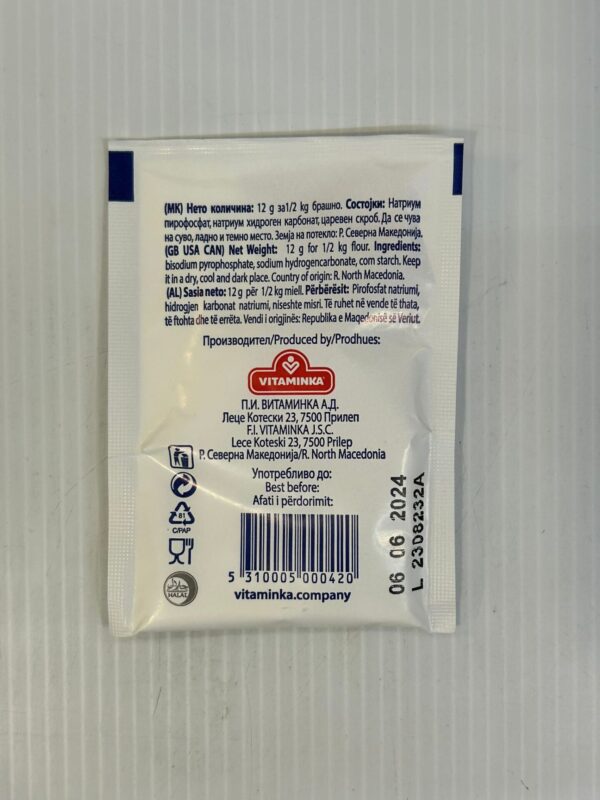 (MK) Нето количина: 12 g за1/2 kg брашно. Состојки: Натриум
пирофосфат, натриум хидроген карбонат, царевен скроб. Да се чува
на суво, ладно и темно место. Земја на потекло: Р. Северна Македонија.
(GB USA CAN) Net Weight: 12 g for 1/2 kg flour. Ingredients:
bisodium pyrophosphate, sodium hydrogencarbonate, corn starch. Keep
it in a dry, cool and dark place. Country of origin: R. North Macedonia.
(AL) Sasia neto: 12 g për 1/2 kg miell. Përbërësit: Pirofosfat natriumi,
hidrogjen karbonat natriumi, niseshte misri. Të ruhet në vende të thata,
të ftohta dhe të errëta. Vendi i origjinës: Republika e Maqedonisë së Veriut.
Производител/Produced by/Prodhues:
VITAMINKA
П.И. ВИТАМИНКА А.Д.
Леце Котески 23, 7500 Прилеп
F.I. VITAMINKA J.S.C.
Lece Koteski 23, 7500 Prilep
Р. Северна Македонија/R. North Macedonia
Употребливо до:
Best before:
Afati i përdorimit:
06 06 2024
L 2308232A
81
C/PAP
حلال
HALAL
5 310005 000420
vitaminka.company